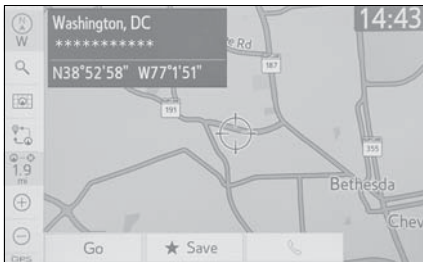 Washington, DC
14:43
***********
N38°52'58" W77°1'51"
W
Rd
187
191
355
1.9
mi
Bethesda
Chev
Go
★ Save
GPS